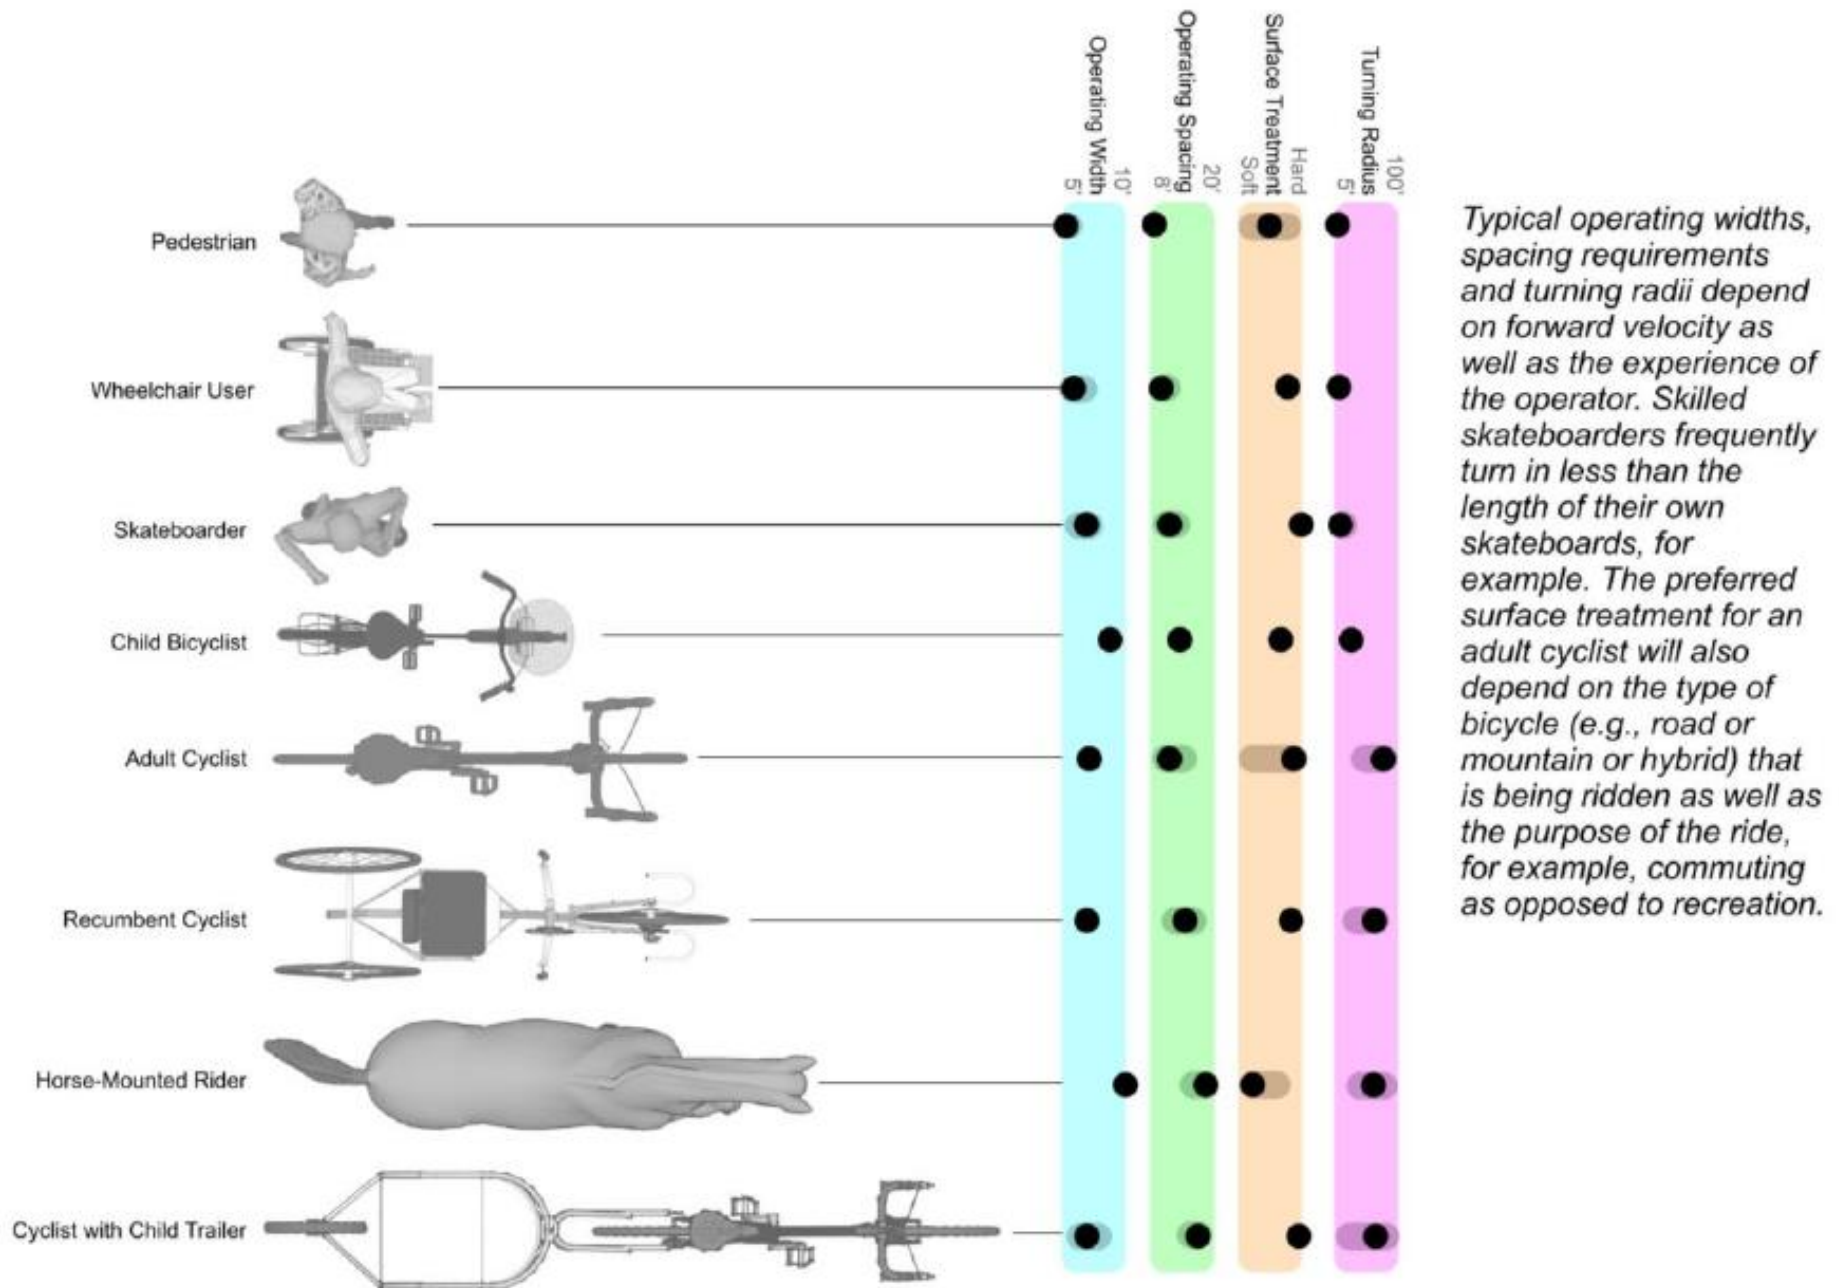 Operating Width
5'
10'
Operating Spacing
8'
20'
Surface Treatment
Soft
Hard
Turning Radius
5'
100'
Pedestrian
Wheelchair User
Skateboarder
Child Bicyclist
Adult Cyclist
Recumbent Cyclist
Horse-Mounted Rider
Cyclist with Child Trailer
Typical operating widths,
spacing requirements
and turning radii depend
on forward velocity as
well as the experience of
the operator. Skilled
skateboarders frequently
turn in less than the
length of their own
skateboards, for
example. The preferred
surface treatment for an
adult cyclist will also
depend on the type of
bicycle (e.g., road or
mountain or hybrid) that
is being ridden as well as
the purpose of the ride,
for example, commuting
as opposed to recreation.